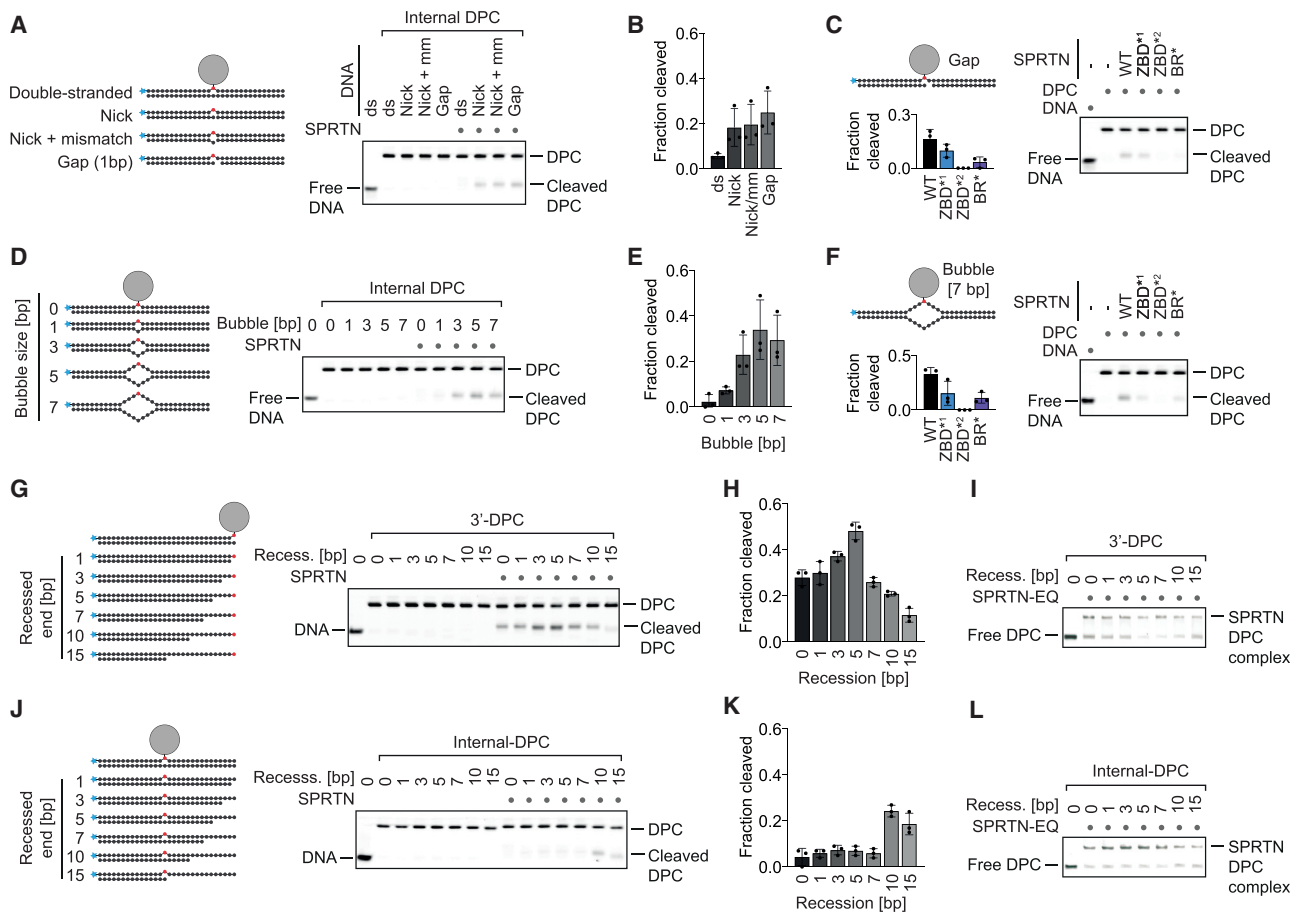 A
Double-stranded
Nick
Nick + mismatch
Gap (1bp)
Internal DPC
DNA
ds
ds
Nick
Nick + mm
Gap
ds
Nick
Nick + mm
Gap
SPRTN
DPC
Free
DNA
Cleaved
DPC
B
Fraction cleaved
0.6
0.4
0.2
0.0
ds
Nick
Nick/mm
Gap
C
Gap
Fraction
cleaved
0.3
0.0
WT
ZBD*1
ZBD*2
BR*
SPRTN
- - WT ZBD*1 ZBD*2 BR*
DPC
DNA
DPC
Free
DNA
Cleaved
DPC
D
Bubble size [bp]
0
1
3
5
7
Internal DPC
Bubble [bp] 0 0 1 3 5 7 0 1 3 5 7
SPRTN
DPC
Free
DNA
Cleaved
DPC
E
Fraction cleaved
0.6
0.4
0.2
0.0
0 1 3 5 7
Bubble [bp]
F
Bubble
[7 bp]
Fraction
cleaved
0.5
0.0
WT
ZBD*1
ZBD*2
BR*
SPRTN
- - WT ZBD*1 ZBD*2 BR*
DPC
DNA
DPC
Free
DNA
Cleaved
DPC
G
Recessed
end [bp]
1
3
5
7
10
15
3'-DPC
Recess. [bp] 0 0 1 3 5 7 10 15 0 1 3 5 7 10 15
SPRTN
DPC
DNA
Cleaved
DPC
H
Fraction cleaved
0.6
0.4
0.2
0.0
0 1 3 5 7 10 15
Recession [bp]
I
3'-DPC
Recess. [bp] 0 0 1 3 5 7 10 15
SPRTN-EQ
Free DPC
SPRTN
DPC
complex
J
Recessed
end [bp]
1
3
5
7
10
15
Internal-DPC
Recesss. [bp] 0 0 1 3 5 7 10 15 0 1 3 5 7 10 15
SPRTN
DPC
DNA
Cleaved
DPC
K
Fraction cleaved
0.6
0.4
0.2
0.0
0 1 3 5 7 10 15
Recession [bp]
L
Internal-DPC
Recess. [bp] 0 0 1 3 5 7 10 15
SPRTN-EQ
Free DPC
SPRTN
DPC
complex